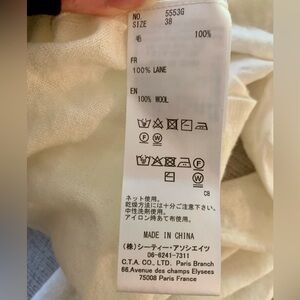 NO 5553G
SIZE 38
100%
FR
100% LANE
EN
100% WOOL
CB
ネット使用。
乾燥方法には十分ご注意下さい。
中性洗剤使用。
アイロン時あて布使用。
MADE IN CHINA
(株)シーティー・アソシエイツ
06-6241-7311
C.T.A. CO., LTD. Paris Branch
66,Avenue des champs Elysees
75008 Paris France